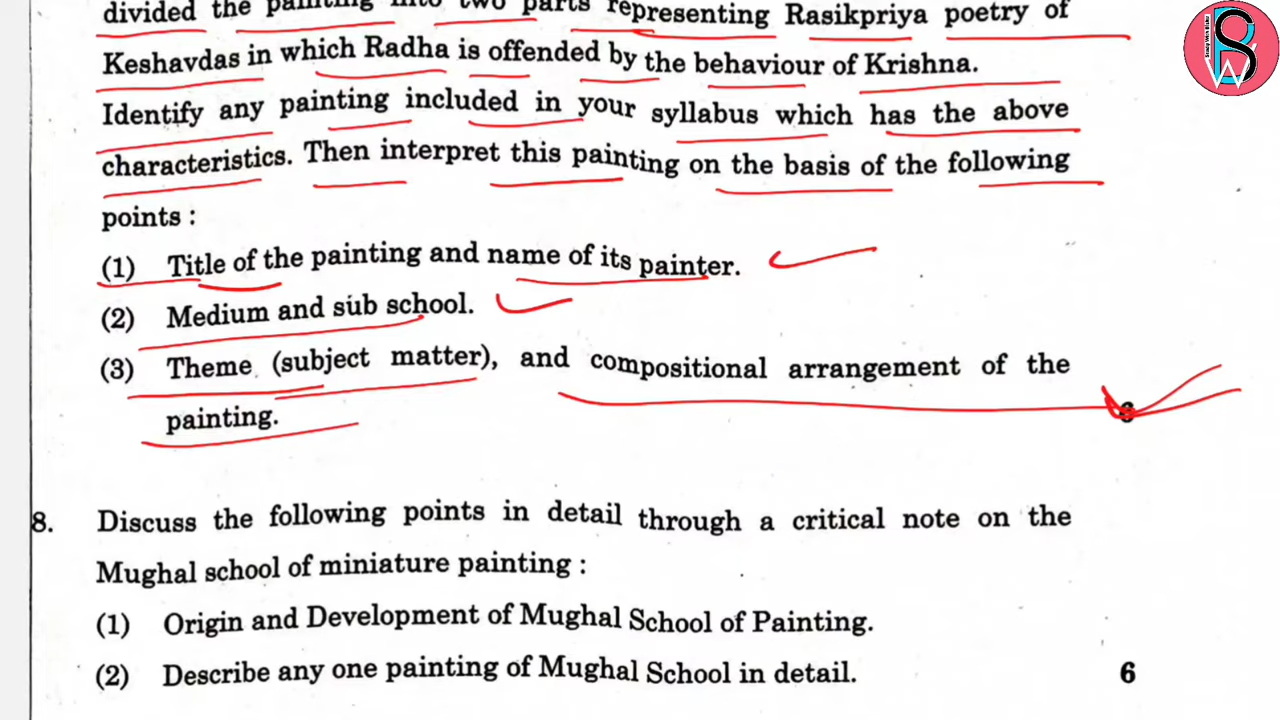 divided the painting into two parts representing Rasikpriya poetry of
Keshavdas in which Radha is offended by the behaviour of Krishna.
Identify any painting included in your syllabus which has the above
characteristics. Then interpret this painting on the basis of the following
points :
(1) Title of the painting and name of its painter.
(2) Medium and sub school.
(3) Theme (subject matter), and compositional arrangement of the
painting.
8. Discuss the following points in detail through a critical note on the
Mughal school of miniature painting :
(1) Origin and Development of Mughal School of Painting.
(2) Describe any one painting of Mughal School in detail. 6